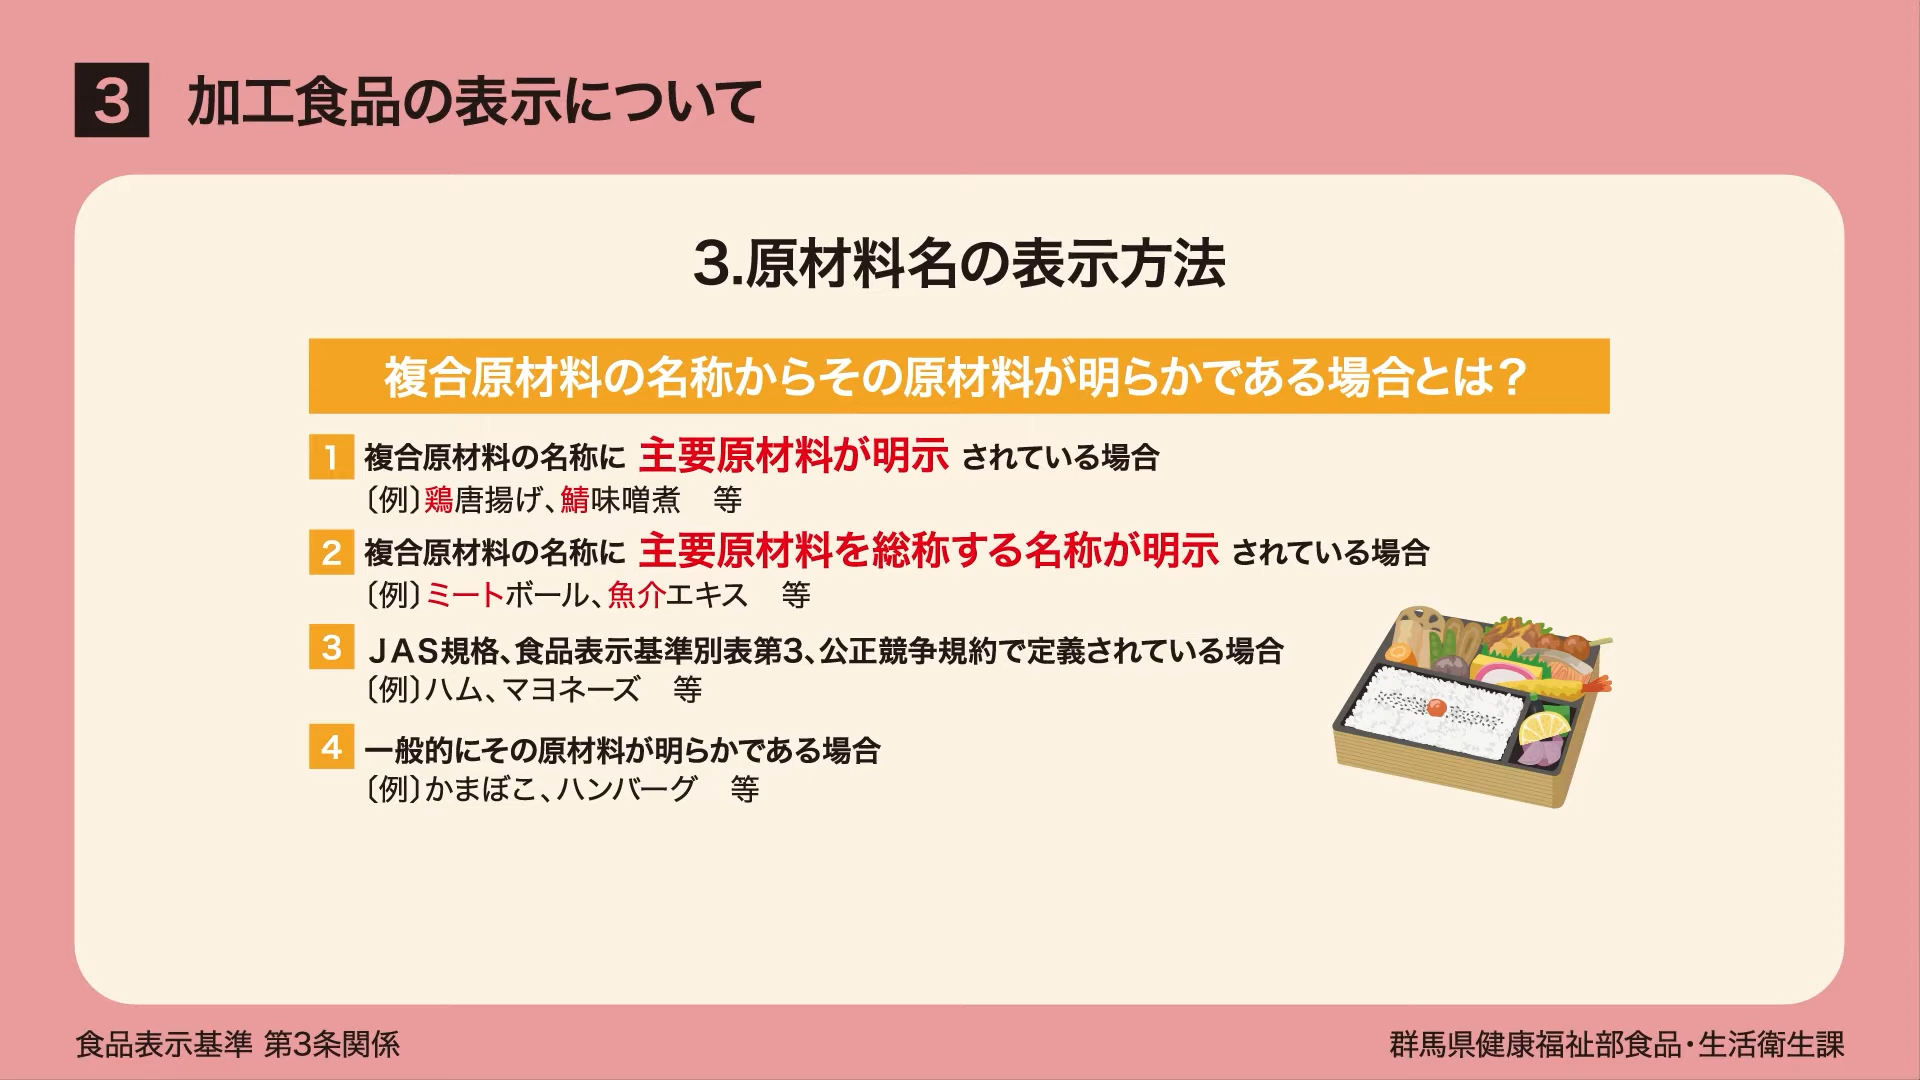 3 加工食品の表示について
3.原材料名の表示方法
複合原材料の名称からその原材料が明らかである場合とは？
1 複合原材料の名称に 主要原材料が明示 されている場合
〔例〕鶏唐揚げ、鯖味噌煮　等
2 複合原材料の名称に 主要原材料を総称する名称が明示 されている場合
〔例〕ミートボール、魚介エキス　等
3 ＪＡＳ規格、食品表示基準別表第3、公正競争規約で定義されている場合
〔例〕ハム、マヨネーズ　等
4 一般的にその原材料が明らかである場合
〔例〕かまぼこ、ハンバーグ　等
食品表示基準 第3条関係
群馬県健康福祉部食品・生活衛生課